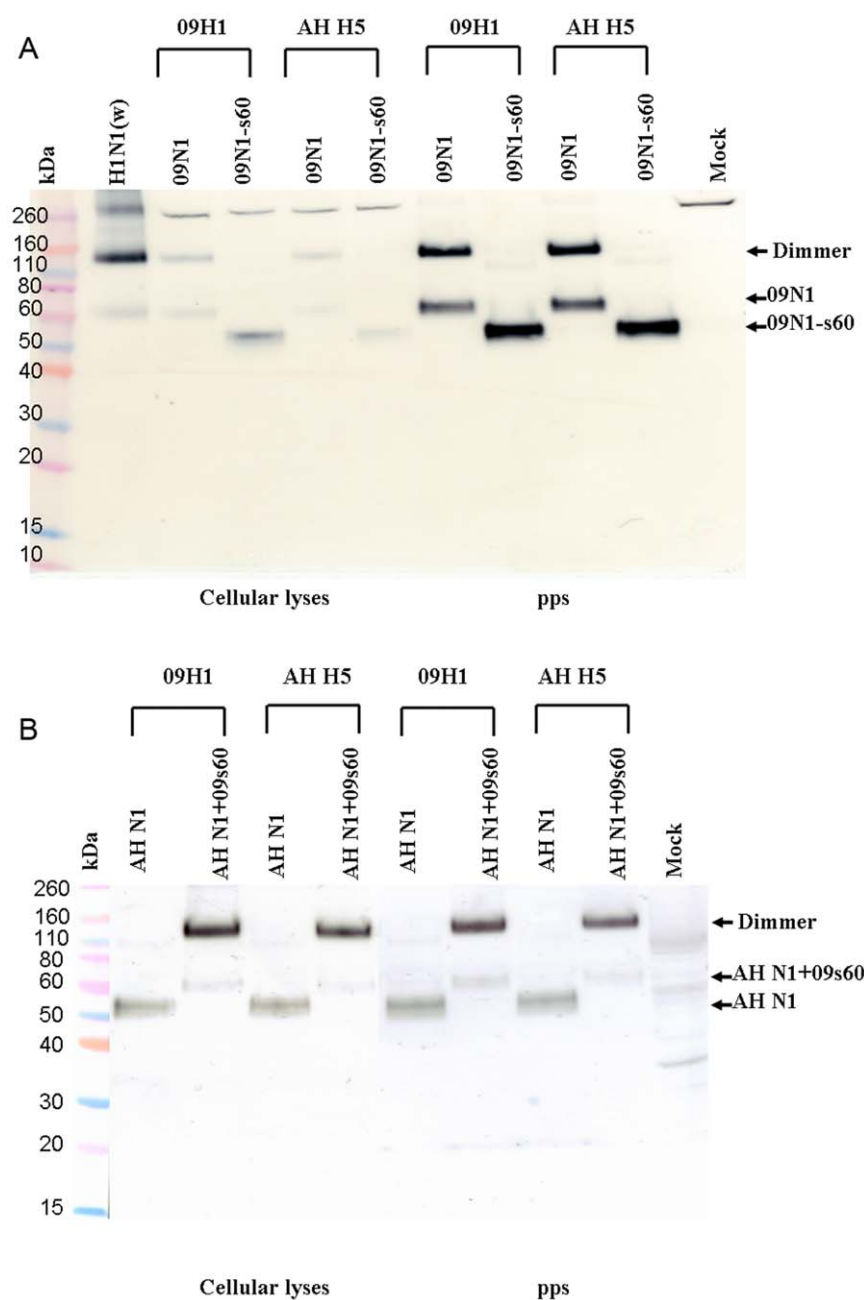 A
09H1 AH H5 09H1 AH H5
kDa H1N1(w) 09N1 09N1-s60 09N1 09N1-s60 09N1 09N1-s60 09N1 09N1-s60 Mock
260
160
110
80
60
50
40
30
20
15
10
Dimmer
09N1
09N1-s60
Cellular lyses pps
B
09H1 AH H5 09H1 AH H5
kDa AH N1 AH N1+09s60 AH N1 AH N1+09s60 AH N1 AH N1+09s60 AH N1 AH N1+09s60 Mock
260
160
110
80
60
50
40
30
20
15
Dimmer
AH N1+09s60
AH N1
Cellular lyses pps